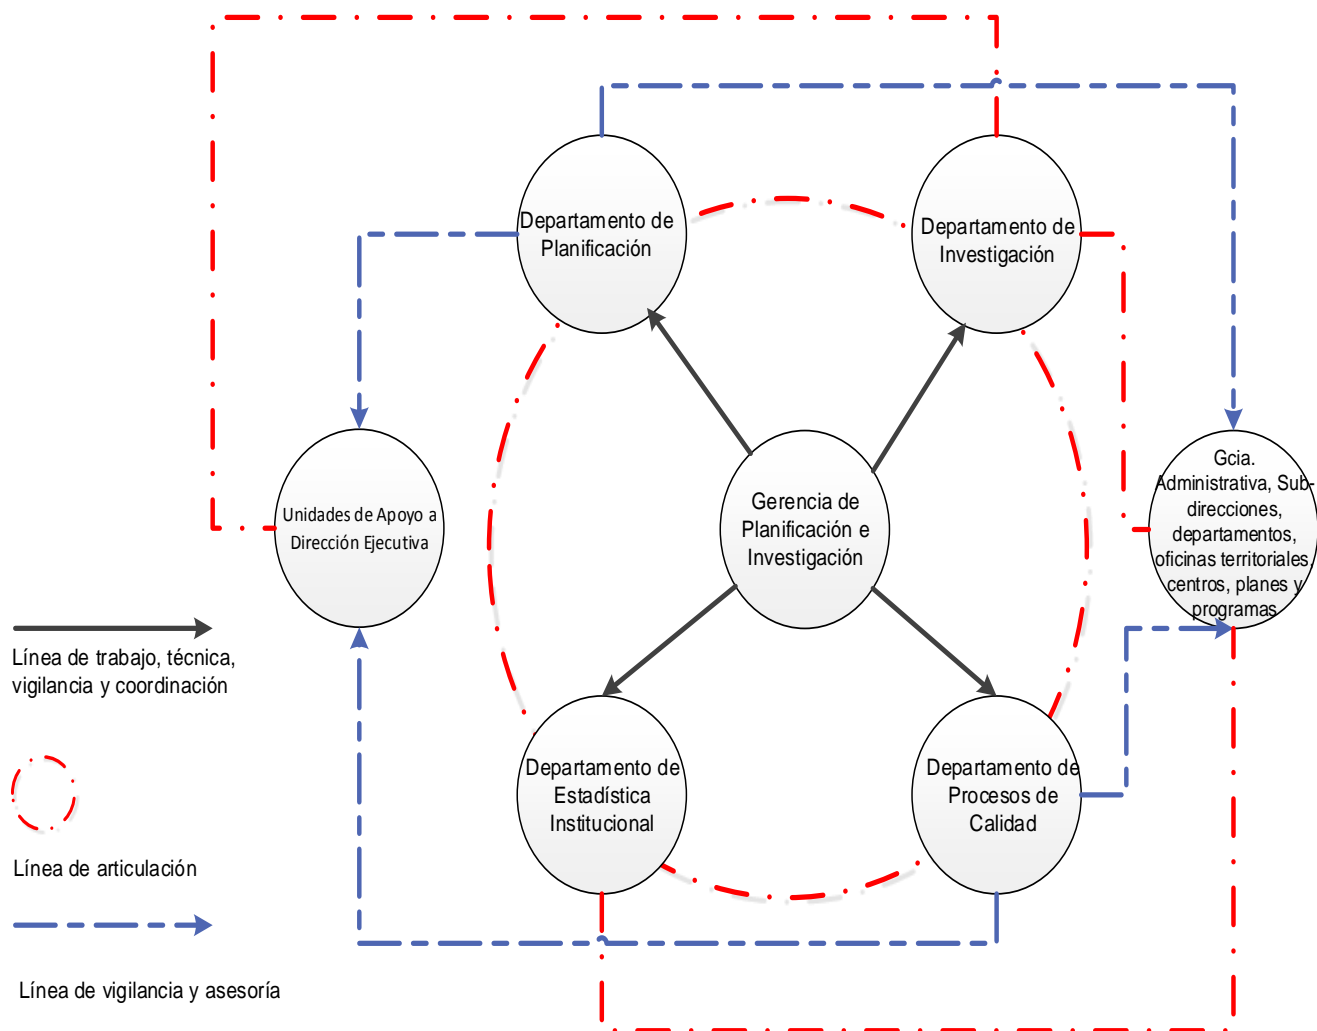 Departamento de
Planificación
Departamento de
Investigación
Unidades de Apoyo a
Dirección Ejecutiva
Gerencia de
Planificación e
Investigación
Gcia.
Administrativa, Sub-
direcciones,
departamentos,
oficinas territoriales,
centros, planes y
programas
Línea de trabajo, técnica,
vigilancia y coordinación
Departamento de
Estadística
Institucional
Departamento de
Procesos de
Calidad
Línea de articulación
Línea de vigilancia y asesoría